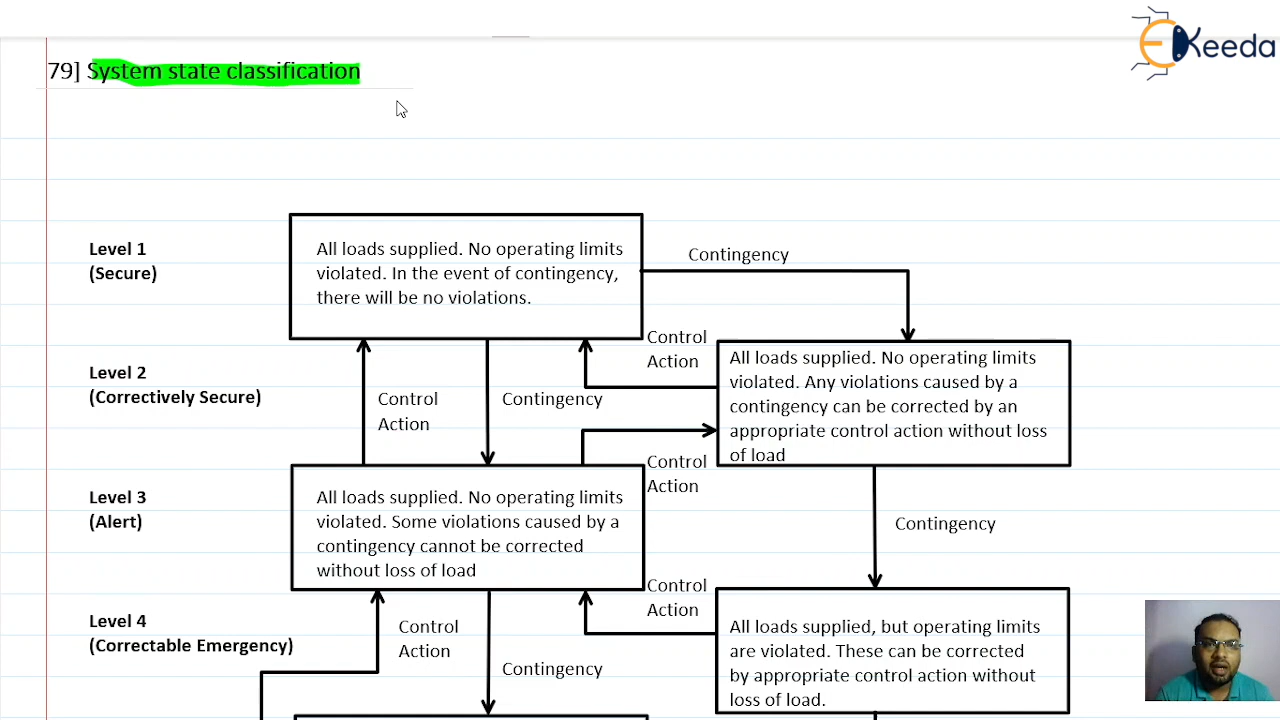 Keeda
79] System state classification
Level 1
(Secure)
All loads supplied. No operating limits
violated. In the event of contingency,
there will be no violations.
Contingency
Control
Action
Level 2
(Correctively Secure)
Control
Action
Contingency
All loads supplied. No operating limits
violated. Any violations caused by a
contingency can be corrected by an
appropriate control action without loss
of load
Control
Action
Level 3
(Alert)
All loads supplied. No operating limits
violated. Some violations caused by a
contingency cannot be corrected
without loss of load
Contingency
Control
Action
Level 4
(Correctable Emergency)
Control
Action
Contingency
All loads supplied, but operating limits
are violated. These can be corrected
by appropriate control action without
loss of load.